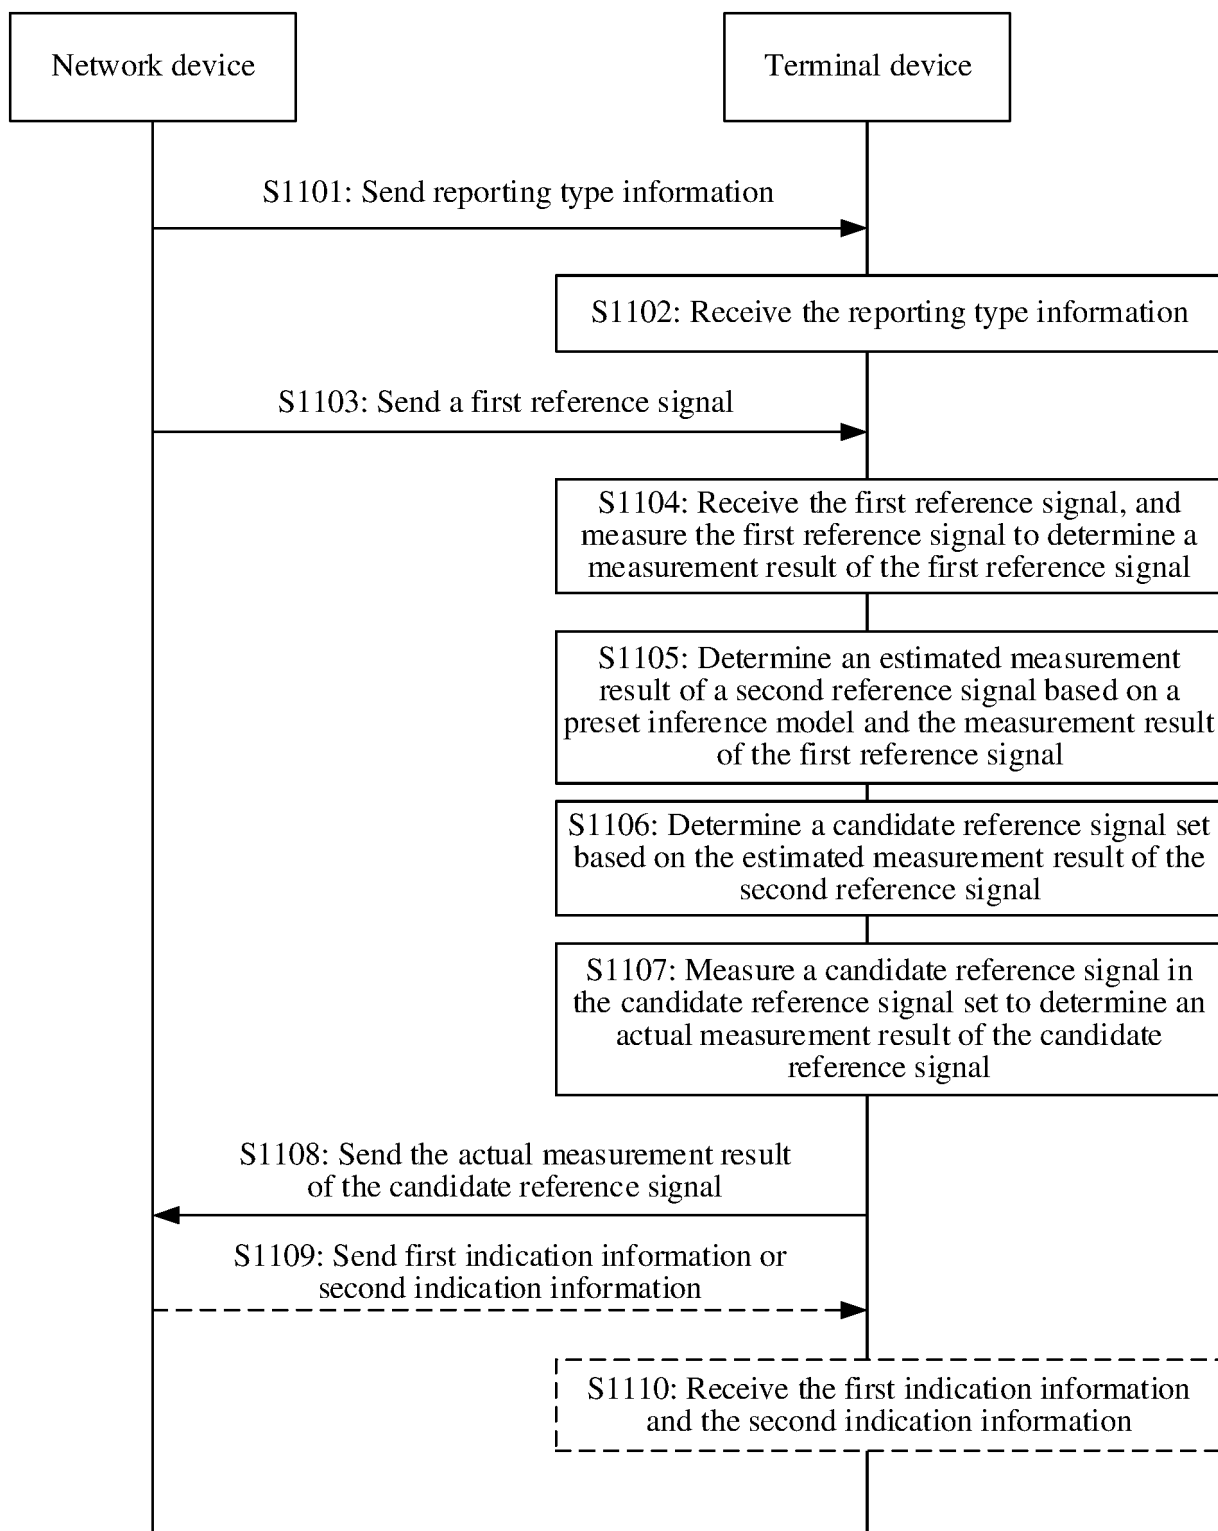 Network device
Terminal device
S1101: Send reporting type information
S1102: Receive the reporting type information
S1103: Send a first reference signal
S1104: Receive the first reference signal, and
measure the first reference signal to determine a
measurement result of the first reference signal
S1105: Determine an estimated measurement
result of a second reference signal based on a
preset inference model and the measurement result
of the first reference signal
S1106: Determine a candidate reference signal set
based on the estimated measurement result of the
second reference signal
S1107: Measure a candidate reference signal in
the candidate reference signal set to determine an
actual measurement result of the candidate
reference signal
S1108: Send the actual measurement result
of the candidate reference signal
S1109: Send first indication information or
second indication information
S1110: Receive the first indication information
and the second indication information